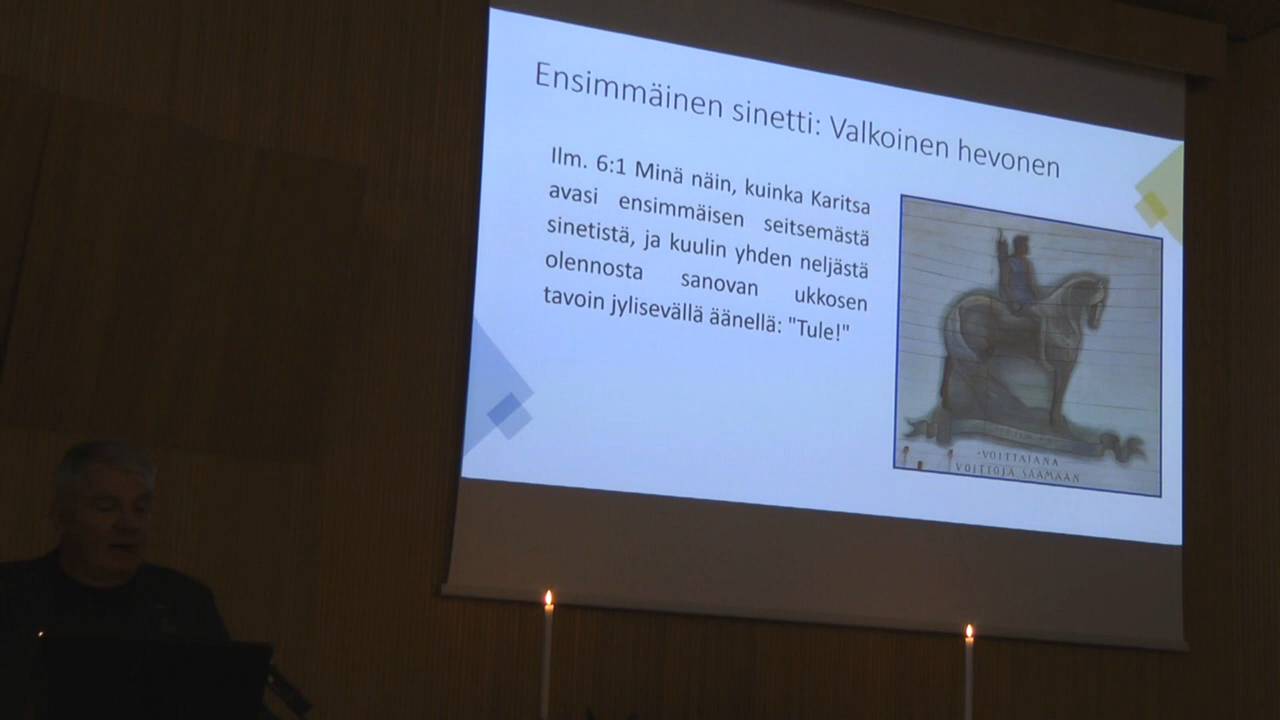 Ensimmäinen sinetti: Valkoinen hevonen
Ilm. 6:1 Minä näin, kuinka Karitsa
avasi ensimmäisen seitsemästä
sinetistä, ja kuulin yhden neljästä
olennosta sanovan ukkosen
tavoin jylisevällä äänellä: "Tule!"
·VOITTAJANA
VOITTOJA SAAMAAN